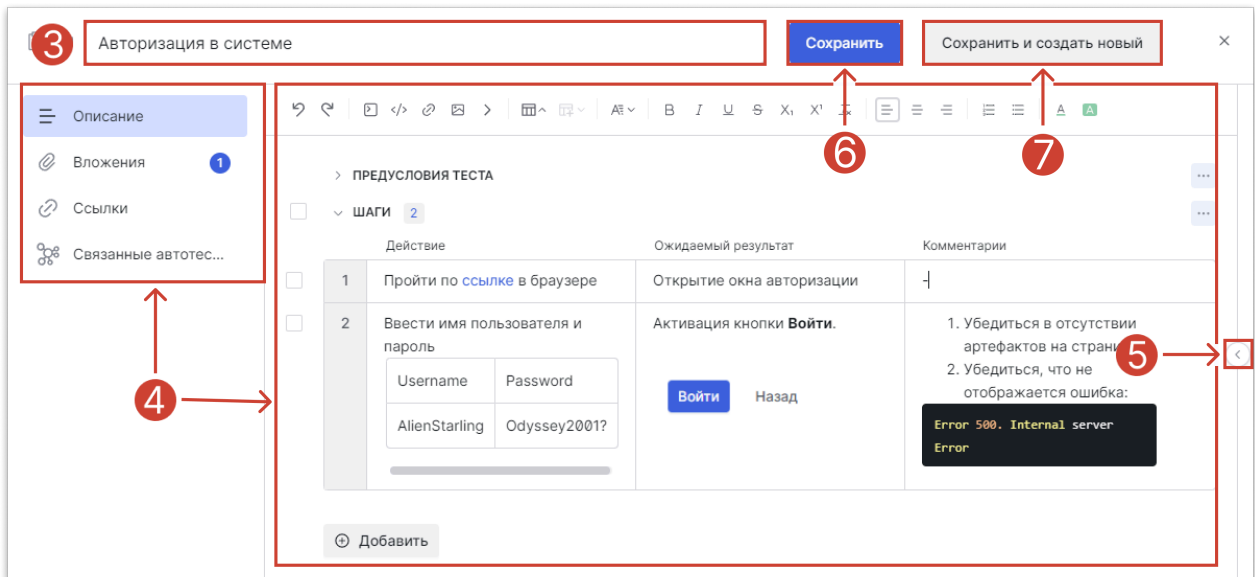 3
Авторизация в системе
Сохранить
Сохранить и создать новый
Описание
Вложения
1
Ссылки
Связанные автотес...
4
6
7
5
ПРЕДУСЛОВИЯ ТЕСТА
ШАГИ 2
Действие
Ожидаемый результат
Комментарии
1
Пройти по ссылке в браузере
Открытие окна авторизации
-
2
Ввести имя пользователя и
пароль
Username
Password
AlienStarling
Odyssey2001?
Активация кнопки Войти.
Войти
Назад
1. Убедиться в отсутствии
артефактов на стра
2. Убедиться, что не
отображается ошибка:
Error 500. Internal server
Error
Добавить